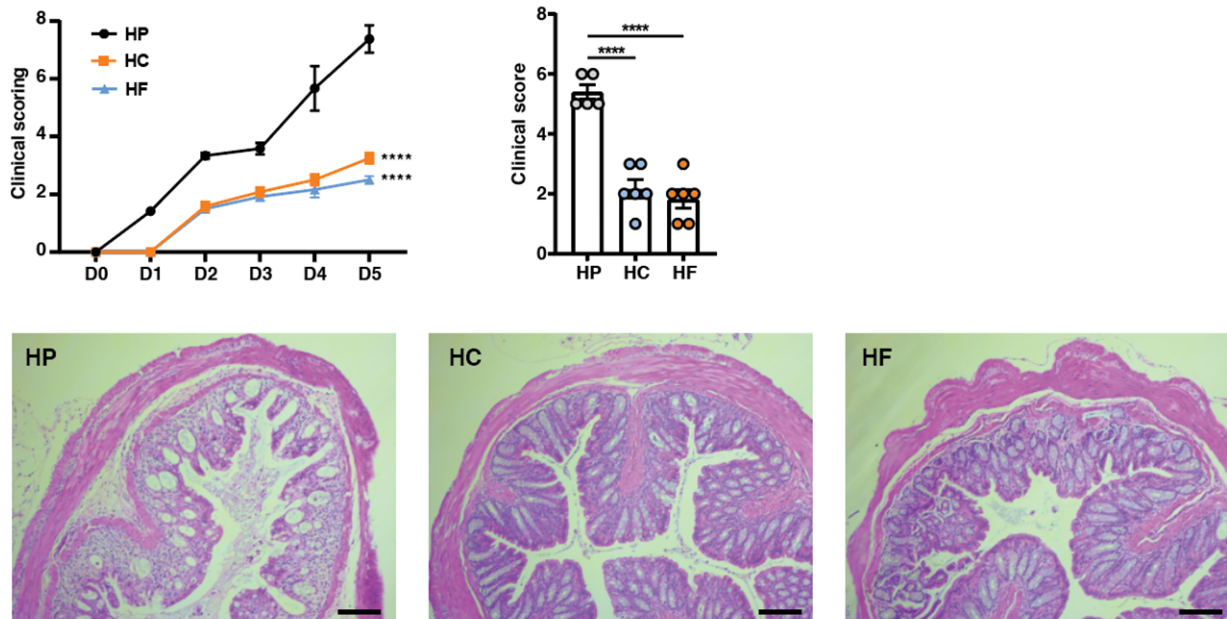 Clinical scoring
8
6
4
2
0
HP
HC
HF
****
****
D0 D1 D2 D3 D4 D5
Clinical score
8
6
4
2
0
****
****
HP HC HF
HP
HC
HF